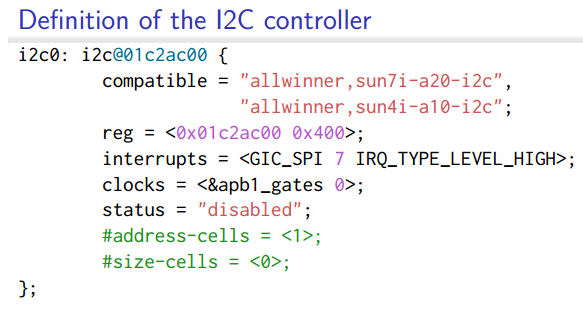 Definition of the I2C controller
i2c0: i2c@01c2ac00 {
compatible = "allwinner,sun7i-a20-i2c",
"allwinner,sun4i-a10-i2c";
reg = <0x01c2ac00 0x400>;
interrupts = <GIC_SPI 7 IRQ_TYPE_LEVEL_HIGH>;
clocks = <&apb1_gates 0>;
status = "disabled";
#address-cells = <1>;
#size-cells = <0>;
};